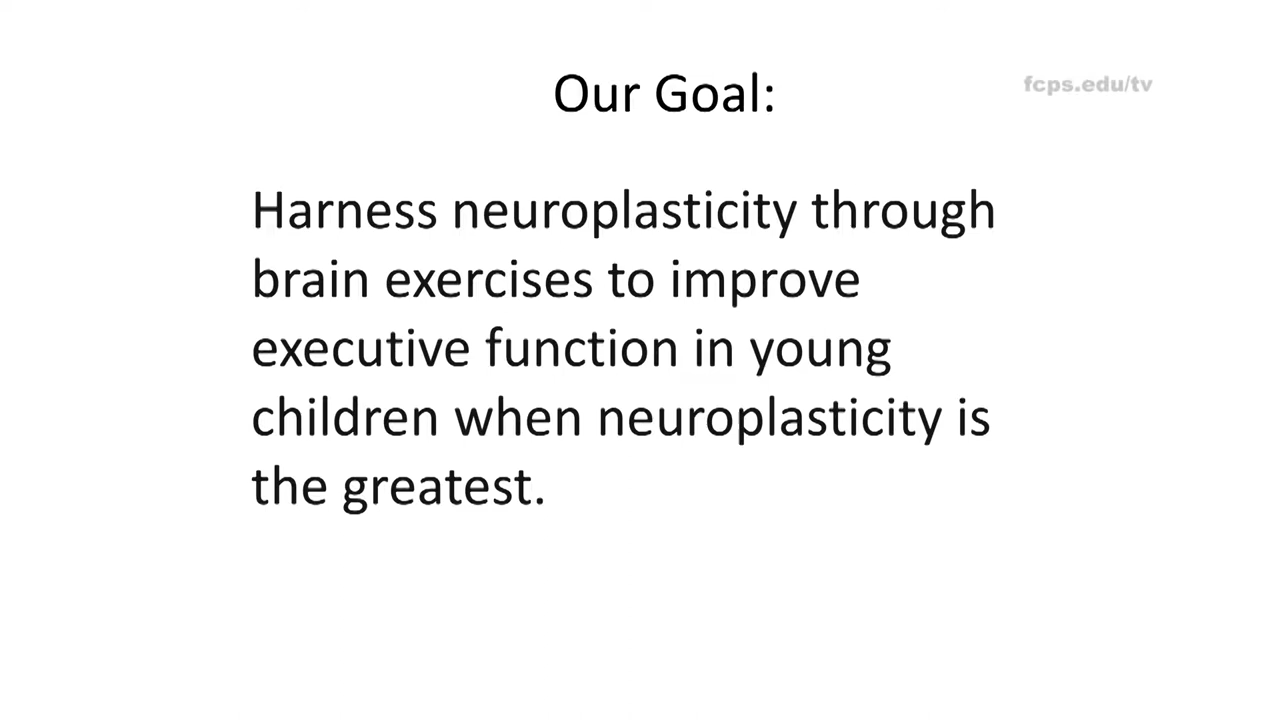 Our Goal:
fcps.edu/tv
Harness neuroplasticity through
brain exercises to improve
executive function in young
children when neuroplasticity is
the greatest.